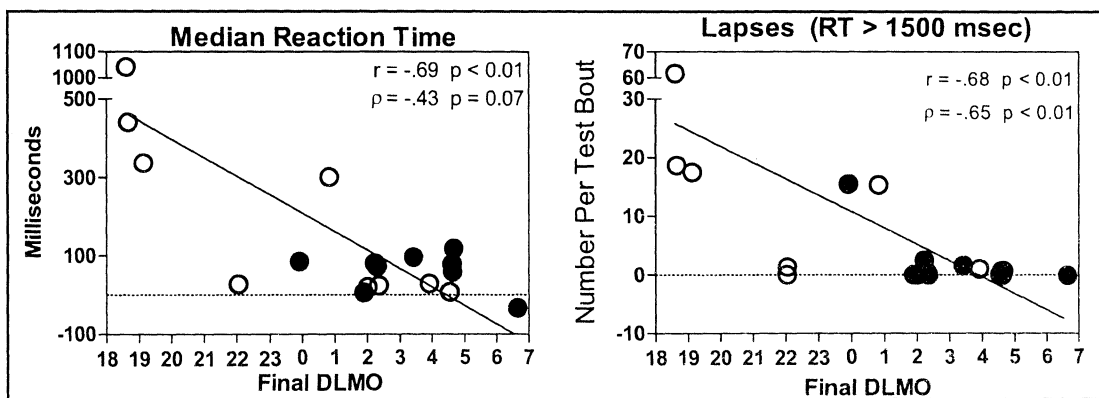 Median Reaction Time
r = -.69 p < 0.01
ρ = -.43 p = 0.07
Milliseconds
1100
1000
500
300
100
-100
18 19 20 21 22 23 0 1 2 3 4 5 6 7
Final DLMO
Lapses (RT > 1500 msec)
r = -.68 p < 0.01
ρ = -.65 p < 0.01
Number Per Test Bout
70
60
30
20
10
0
-10
18 19 20 21 22 23 0 1 2 3 4 5 6 7
Final DLMO